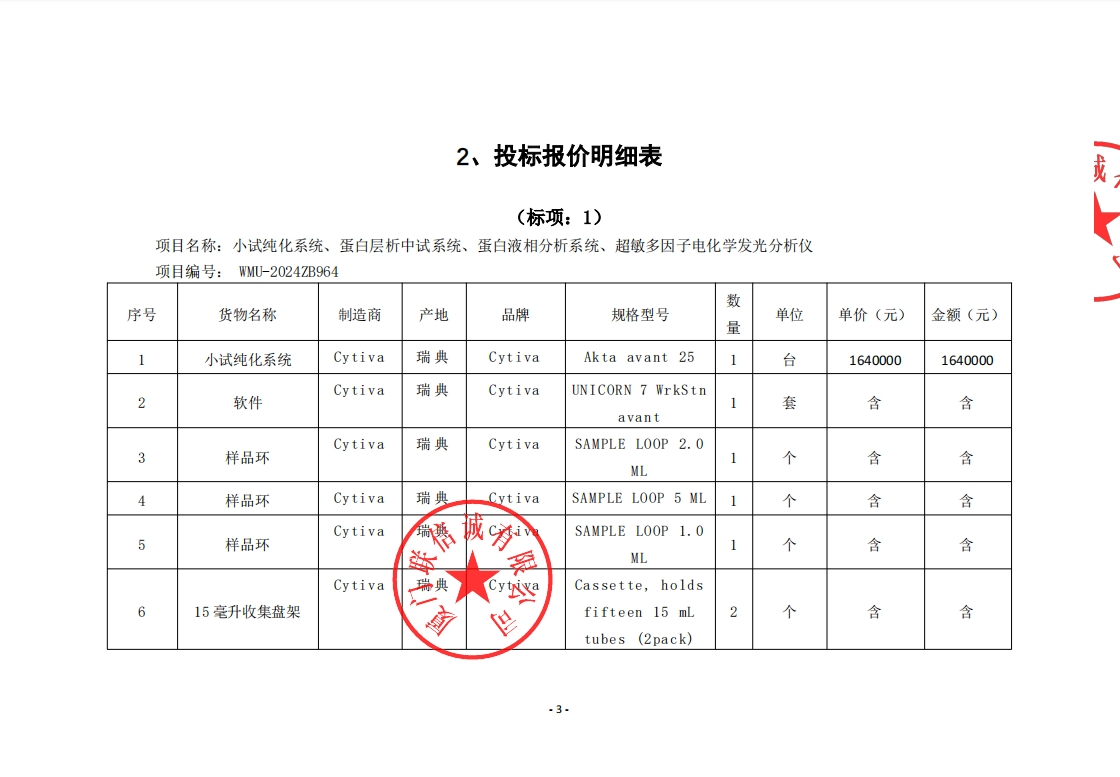 2、投标报价明细表
（标项：1）
项目名称：小试纯化系统、蛋白层析中试系统、蛋白液相分析系统、超敏多因子电化学发光分析仪
项目编号： WMU-2024ZB964
序号 货物名称 制造商 产地 品牌 规格型号 数量 单位 单价（元） 金额（元）
1 小试纯化系统 Cytiva 瑞典 Cytiva Akta avant 25 1 台 1640000 1640000
2 软件 Cytiva 瑞典 Cytiva UNICORN 7 WrkStn avant 1 套 含 含
3 样品环 Cytiva 瑞典 Cytiva SAMPLE LOOP 2.0 ML 1 个 含 含
4 样品环 Cytiva 瑞典 Cytiva SAMPLE LOOP 5 ML 1 个 含 含
5 样品环 Cytiva 瑞典 Cytiva SAMPLE LOOP 1.0 ML 1 个 含 含
6 15毫升收集盘架 Cytiva 瑞典 Cytiva Cassette, holds fifteen 15 mL tubes (2pack) 2 个 含 含
厦门联信诚有限公司
诚
- 3 -